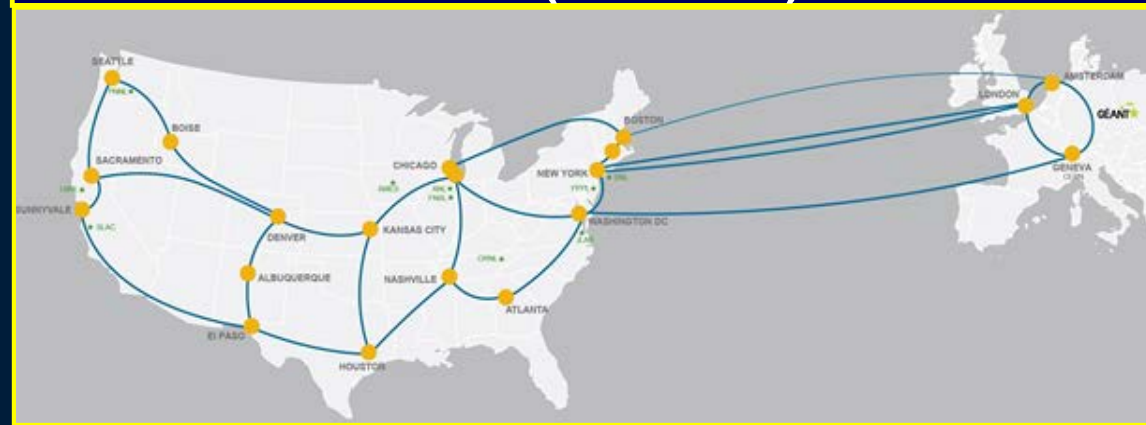 SEATTLE
PNNL
BOISE
SACRAMENTO
SUNNYVALE
SLAC
DENVER
ALBUQUERQUE
El PASO
HOUSTON
KANSAS CITY
CHICAGO
AMES
ANL
FNAL
NASHVILLE
ORNL
ATLANTA
WASHINGTON DC
JLAB
NEW YORK
PPPL
BNL
BOSTON
LONDON
AMSTERDAM
GÉANT
GENEVA
CERN